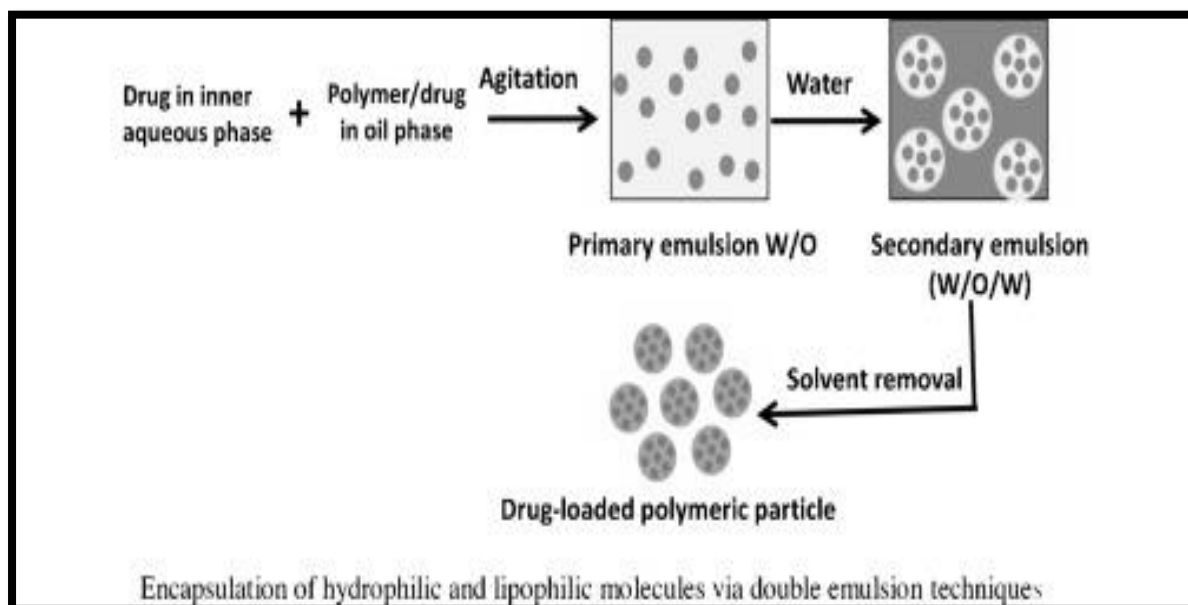 Drug in inner
aqueous phase
+
Polymer/drug
in oil phase
Agitation
Water
Primary emulsion W/O
Secondary emulsion
(W/O/W)
Solvent removal
Drug-loaded polymeric particle
Encapsulation of hydrophilic and lipophilic molecules via double emulsion techniques